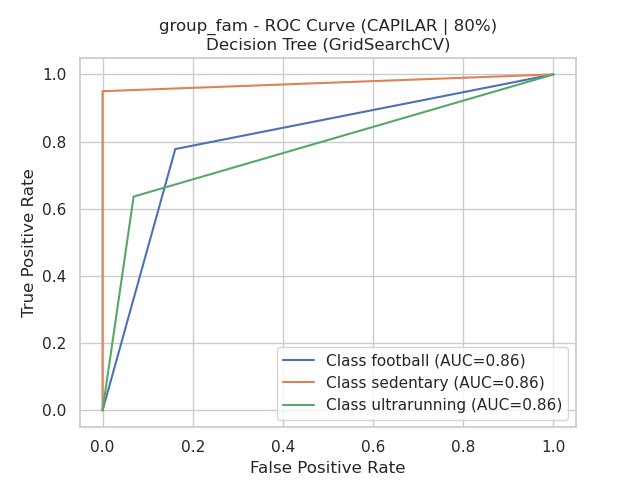 group_fam - ROC Curve (CAPILAR | 80%)
Decision Tree (GridSearchCV)
True Positive Rate
1.0
0.8
0.6
0.4
0.2
0.0
Class football (AUC=0.86)
Class sedentary (AUC=0.86)
Class ultrarunning (AUC=0.86)
0.0 0.2 0.4 0.6 0.8 1.0
False Positive Rate